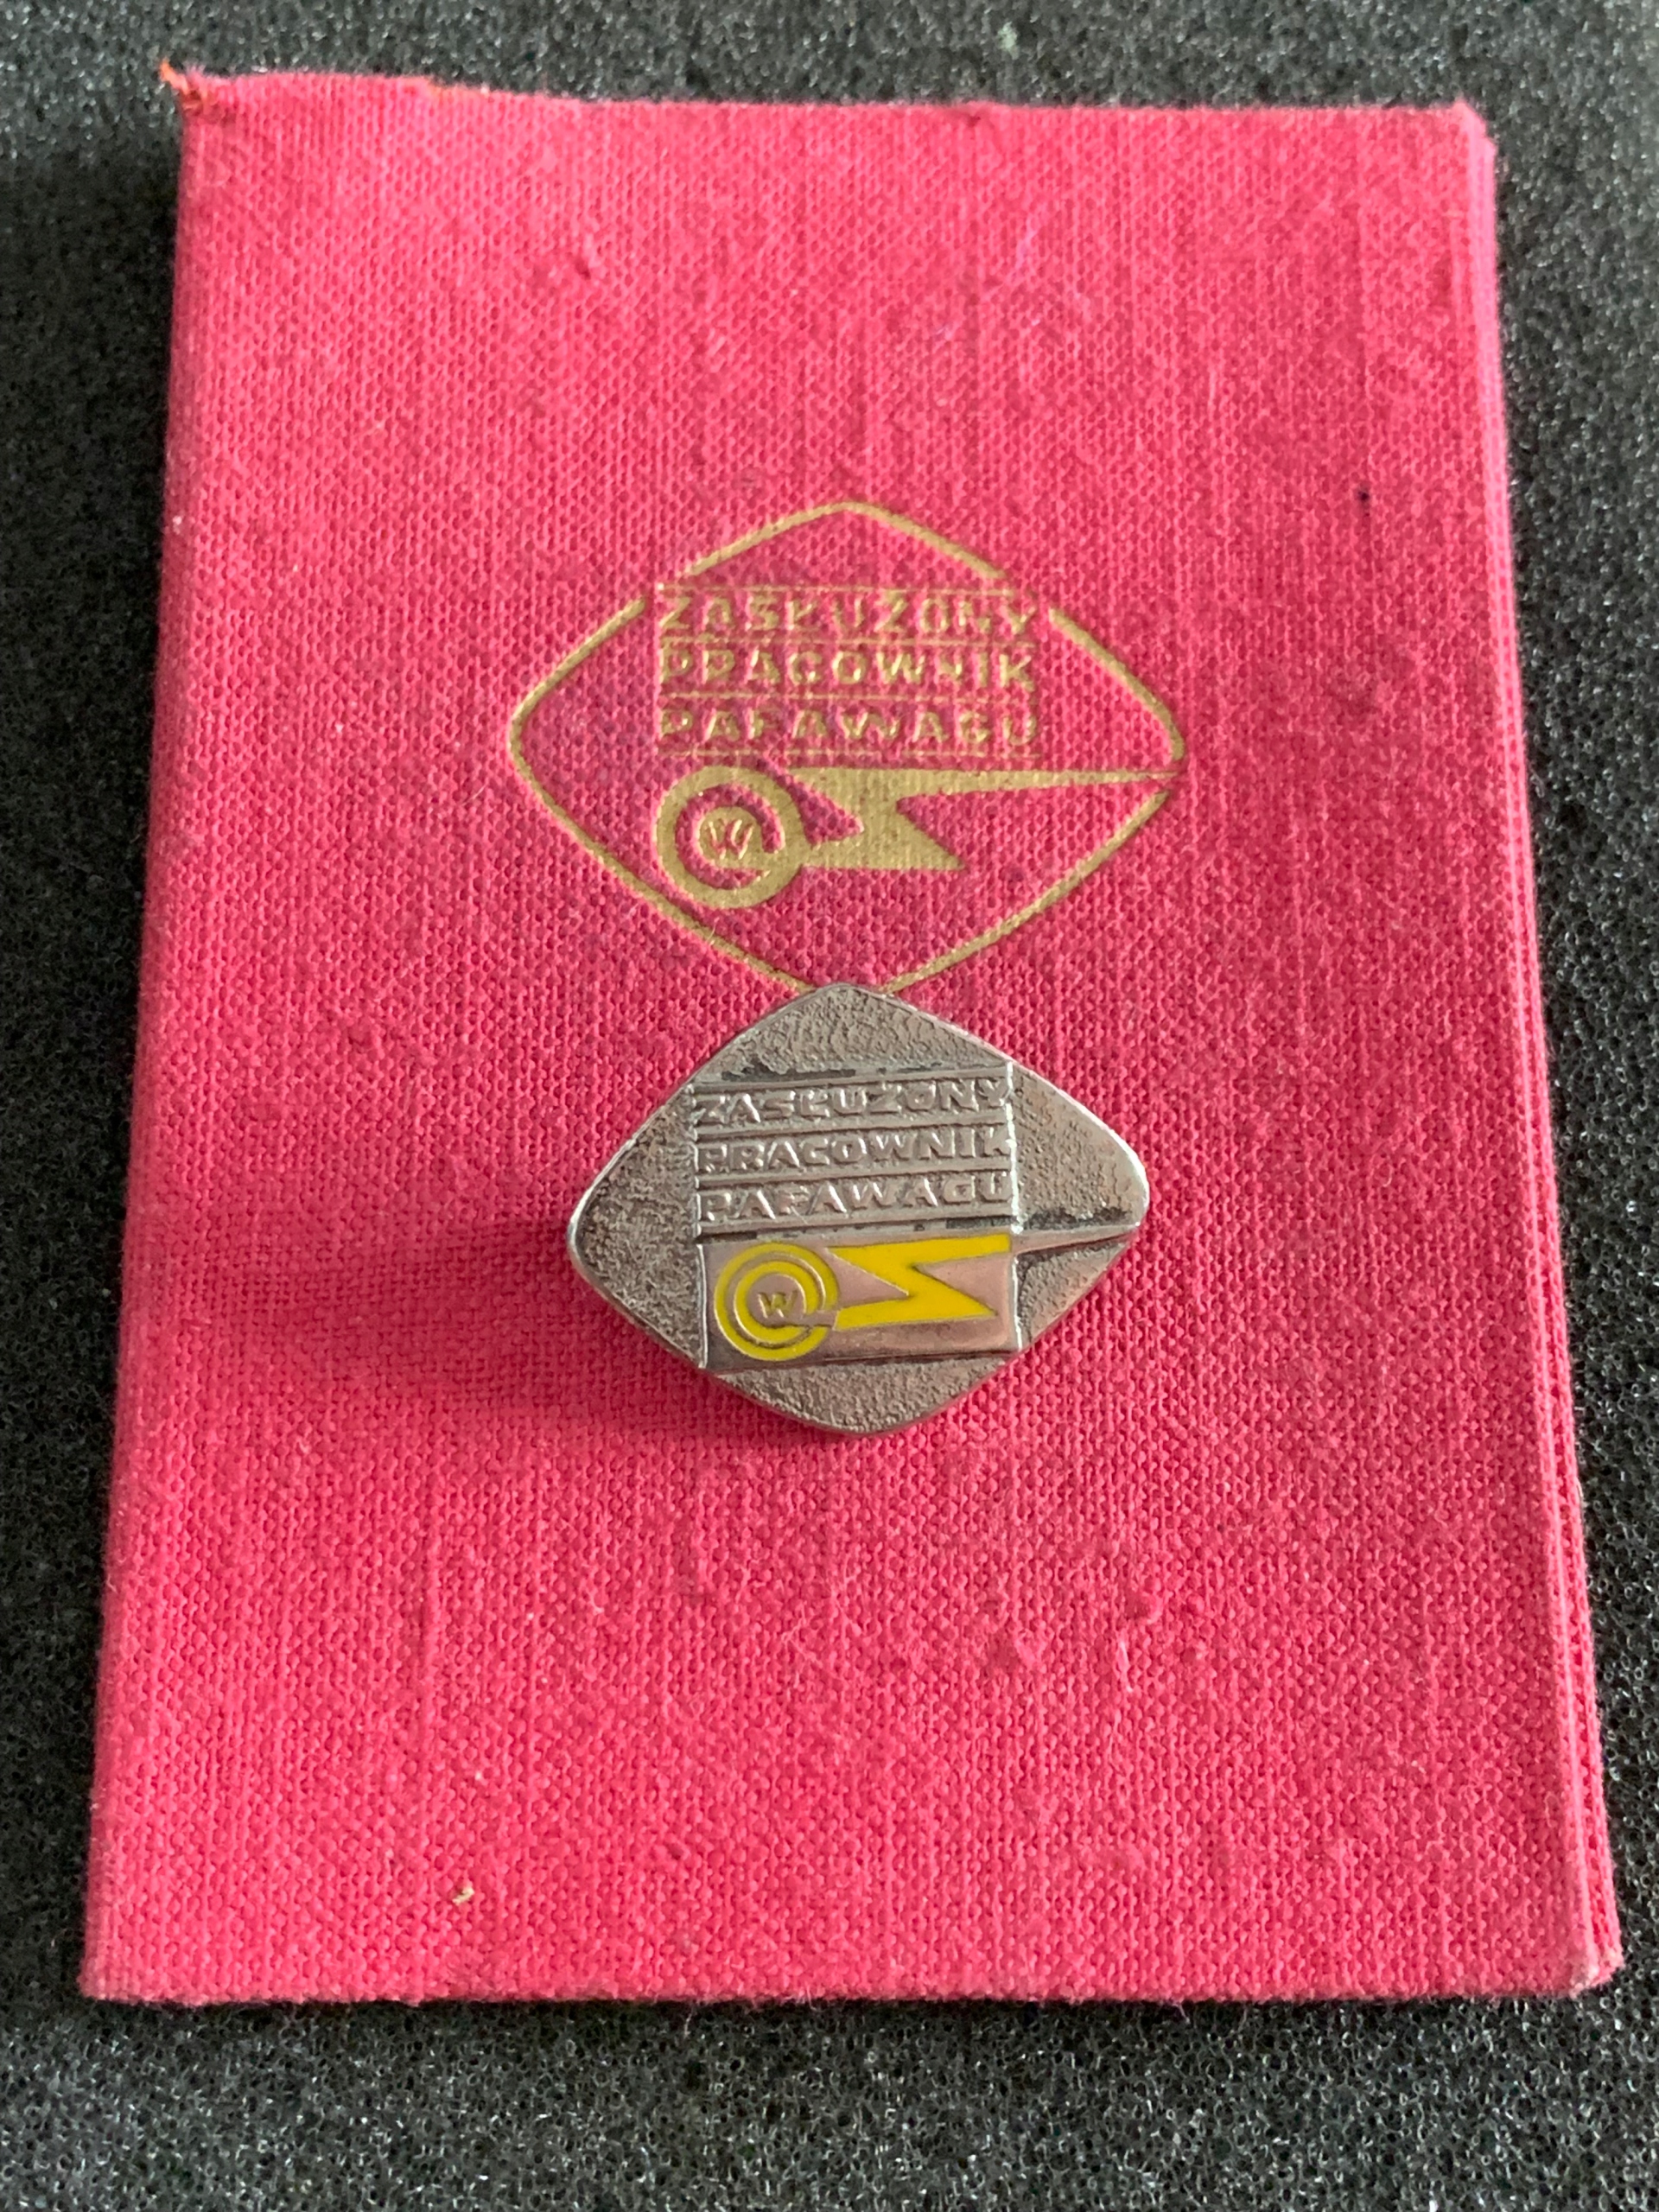 ZASŁUŻONY
PRACOWNIK
PAFAWAGU
W
ZASŁUŻONY
PRACOWNIK
PAFAWAGU
W